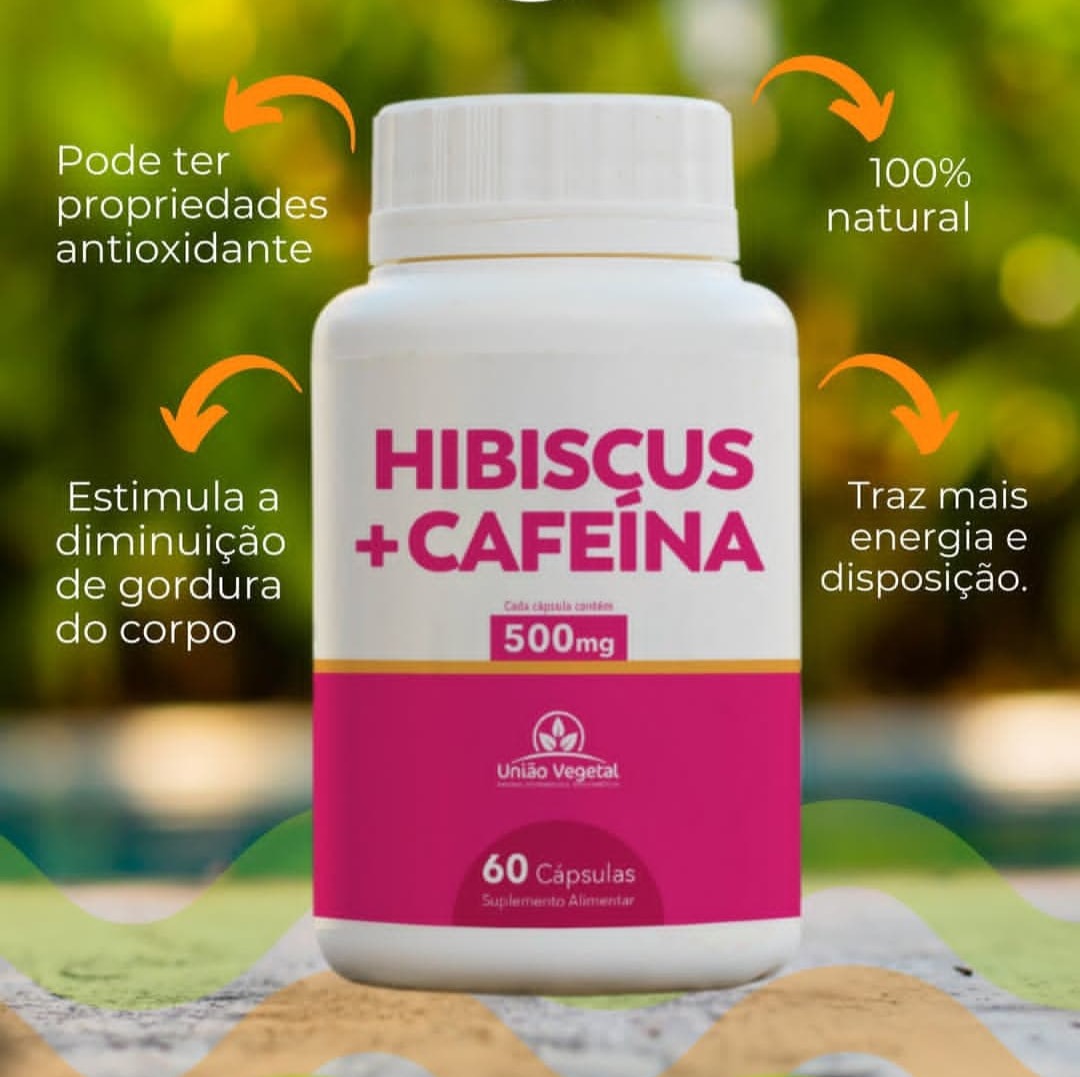 Pode ter
propriedades
antioxidante
100%
natural
Estimula a
diminuição
de gordura
do corpo
Traz mais
energia e
disposição.
HIBISCUS
+CAFEÍNA
Cada cápsula contém
500mg
União Vegetal
60 Cápsulas
Suplemento Alimentar